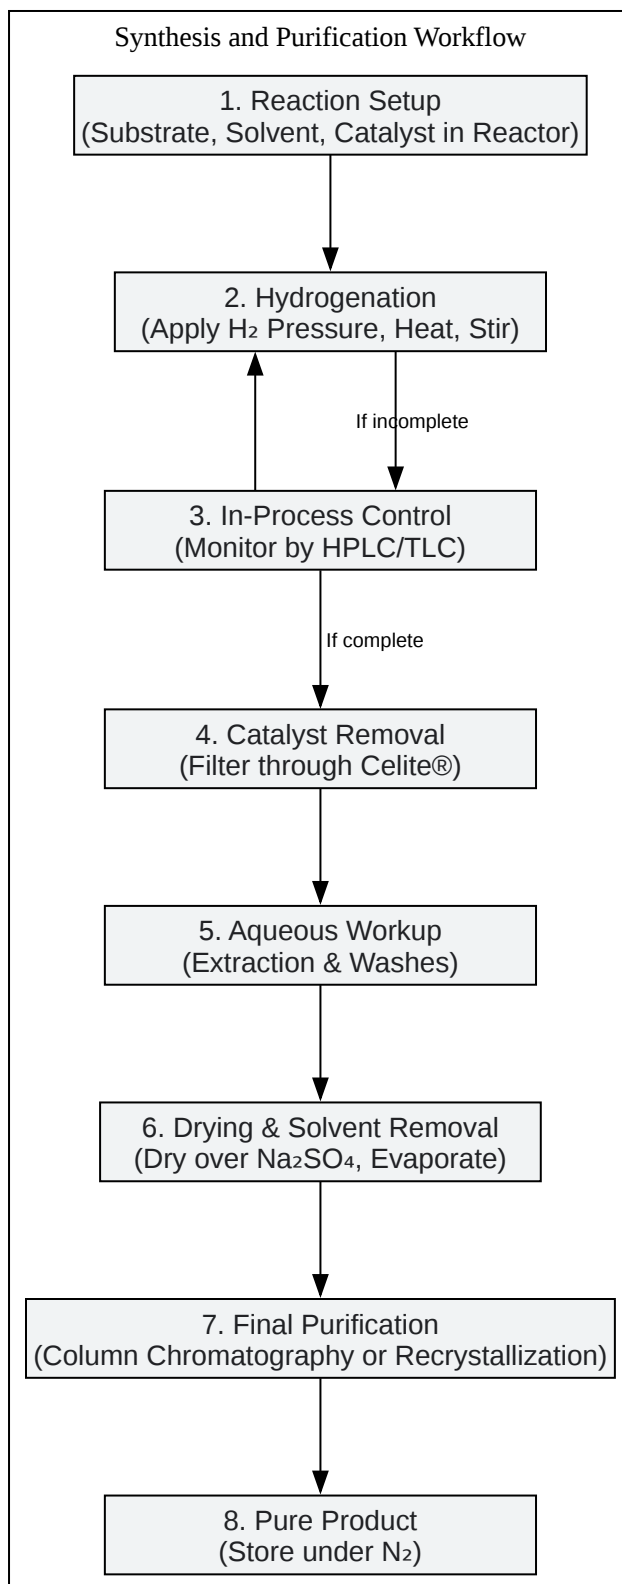 Synthesis and Purification Workflow
1. Reaction Setup
(Substrate, Solvent, Catalyst in Reactor)
2. Hydrogenation
(Apply H₂ Pressure, Heat, Stir)
If incomplete
3. In-Process Control
(Monitor by HPLC/TLC)
If complete
4. Catalyst Removal
(Filter through Celite®)
5. Aqueous Workup
(Extraction & Washes)
6. Drying & Solvent Removal
(Dry over Na₂SO₄, Evaporate)
7. Final Purification
(Column Chromatography or Recrystallization)
8. Pure Product
(Store under N₂)